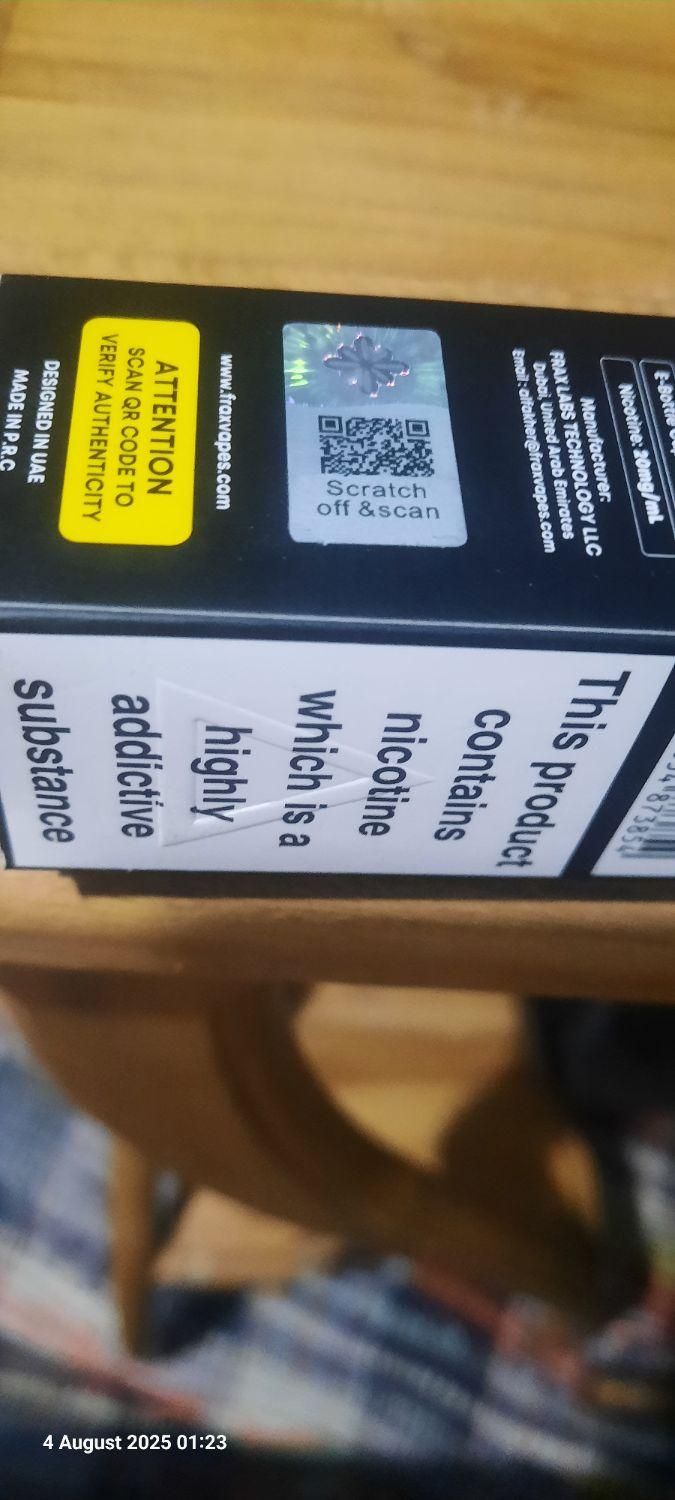 Nicotine: 20mg/mL
Manufacturer:
FRAX LABS TECHNOLOGY LLC
Dubai, United Arab Emirates
Scratch
off &scan
www.fraxvapes.com
ATTENTION
SCAN QR CODE TO
VERIFY AUTHENTICITY
DESIGNED IN UAE
MADE IN P.R.C
This product
contains
nicotine
which is a
highly
addictive
substance
4 August 2025 01:23